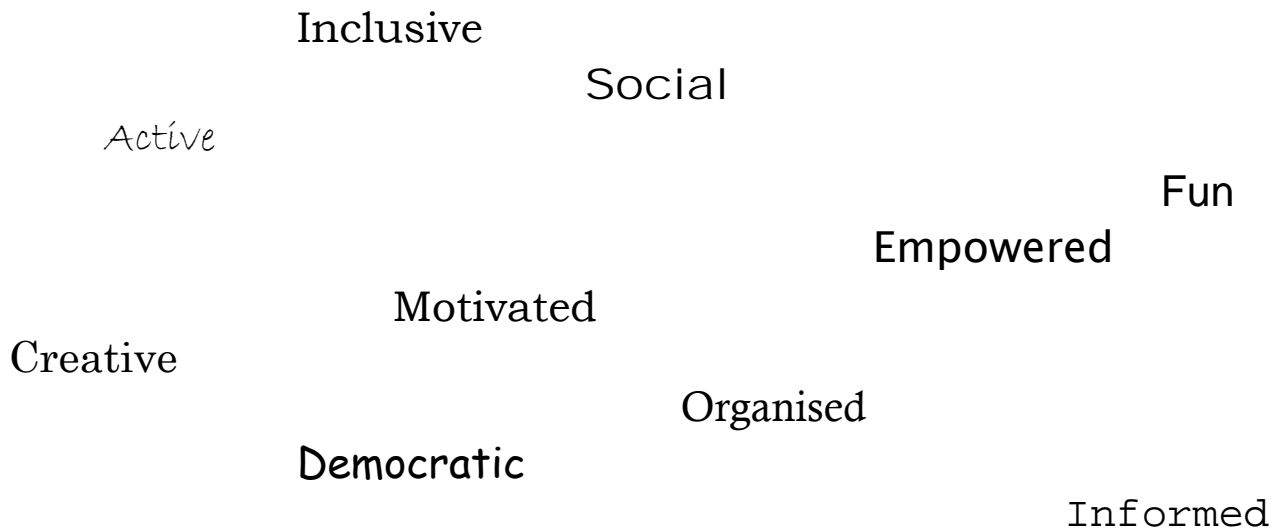 Inclusive
Social
Active
Fun
Empowered
Motivated
Creative
Organised
Democratic
Informed